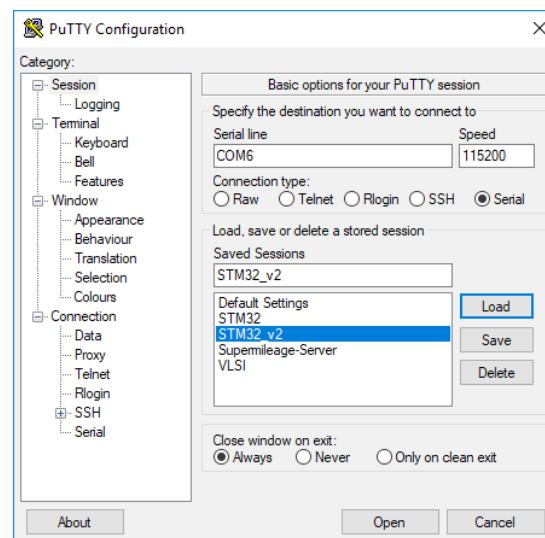 PuTTY Configuration
Category:
Session
Logging
Terminal
Keyboard
Bell
Features
Window
Appearance
Behaviour
Translation
Selection
Colours
Connection
Data
Proxy
Telnet
Rlogin
SSH
Serial
Basic options for your PuTTY session
Specify the destination you want to connect to
Serial line Speed
COM6 115200
Connection type:
Raw Telnet Rlogin SSH Serial
Load, save or delete a stored session
Saved Sessions
STM32_v2
Default Settings
STM32
STM32_v2
Supermileage-Server
VLSI
Load
Save
Delete
Close window on exit:
Always Never Only on clean exit
About Open Cancel